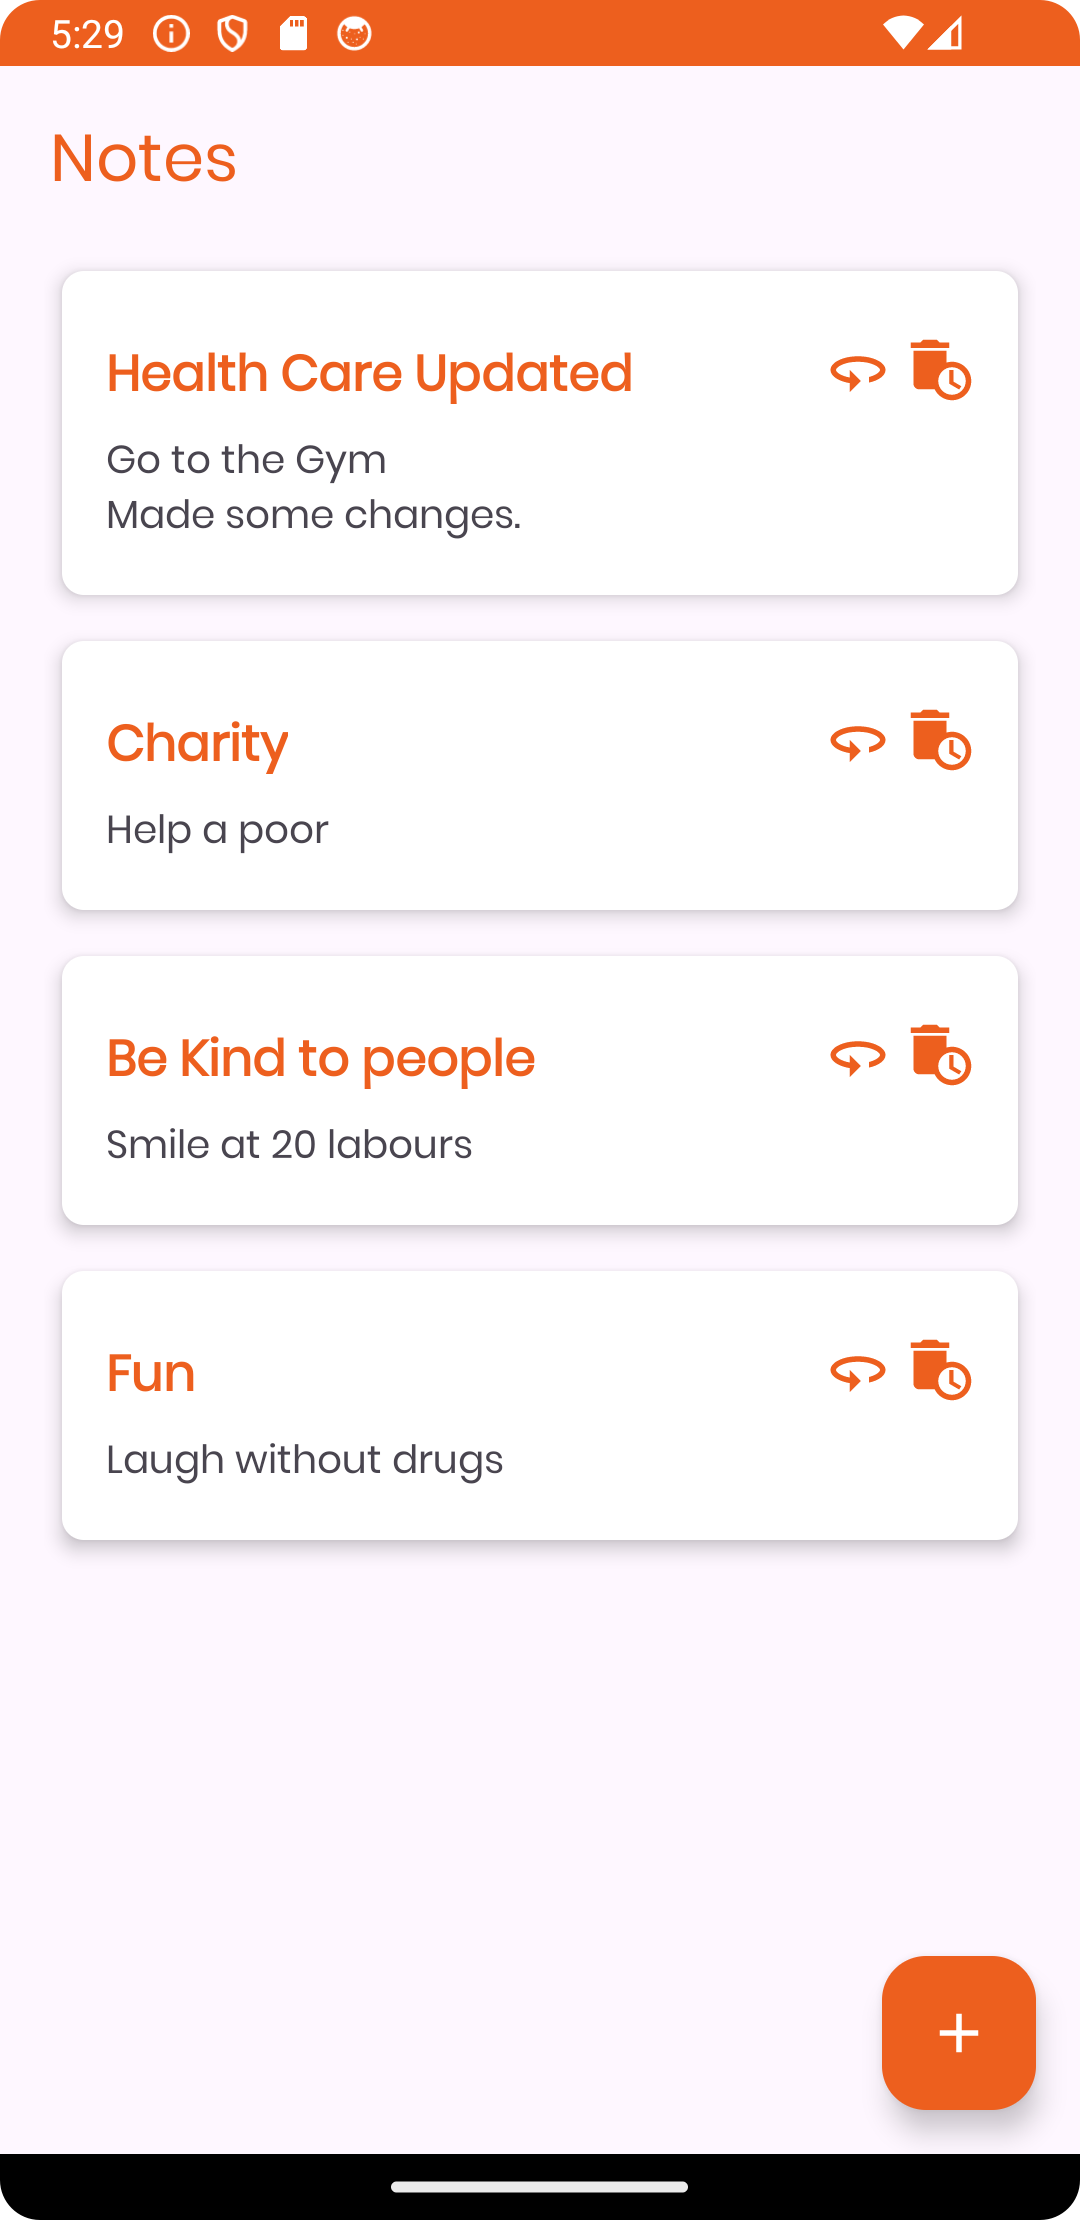 5:29
Notes
Health Care Updated
Go to the Gym
Made some changes.
Charity
Help a poor
Be Kind to people
Smile at 20 labours
Fun
Laugh without drugs